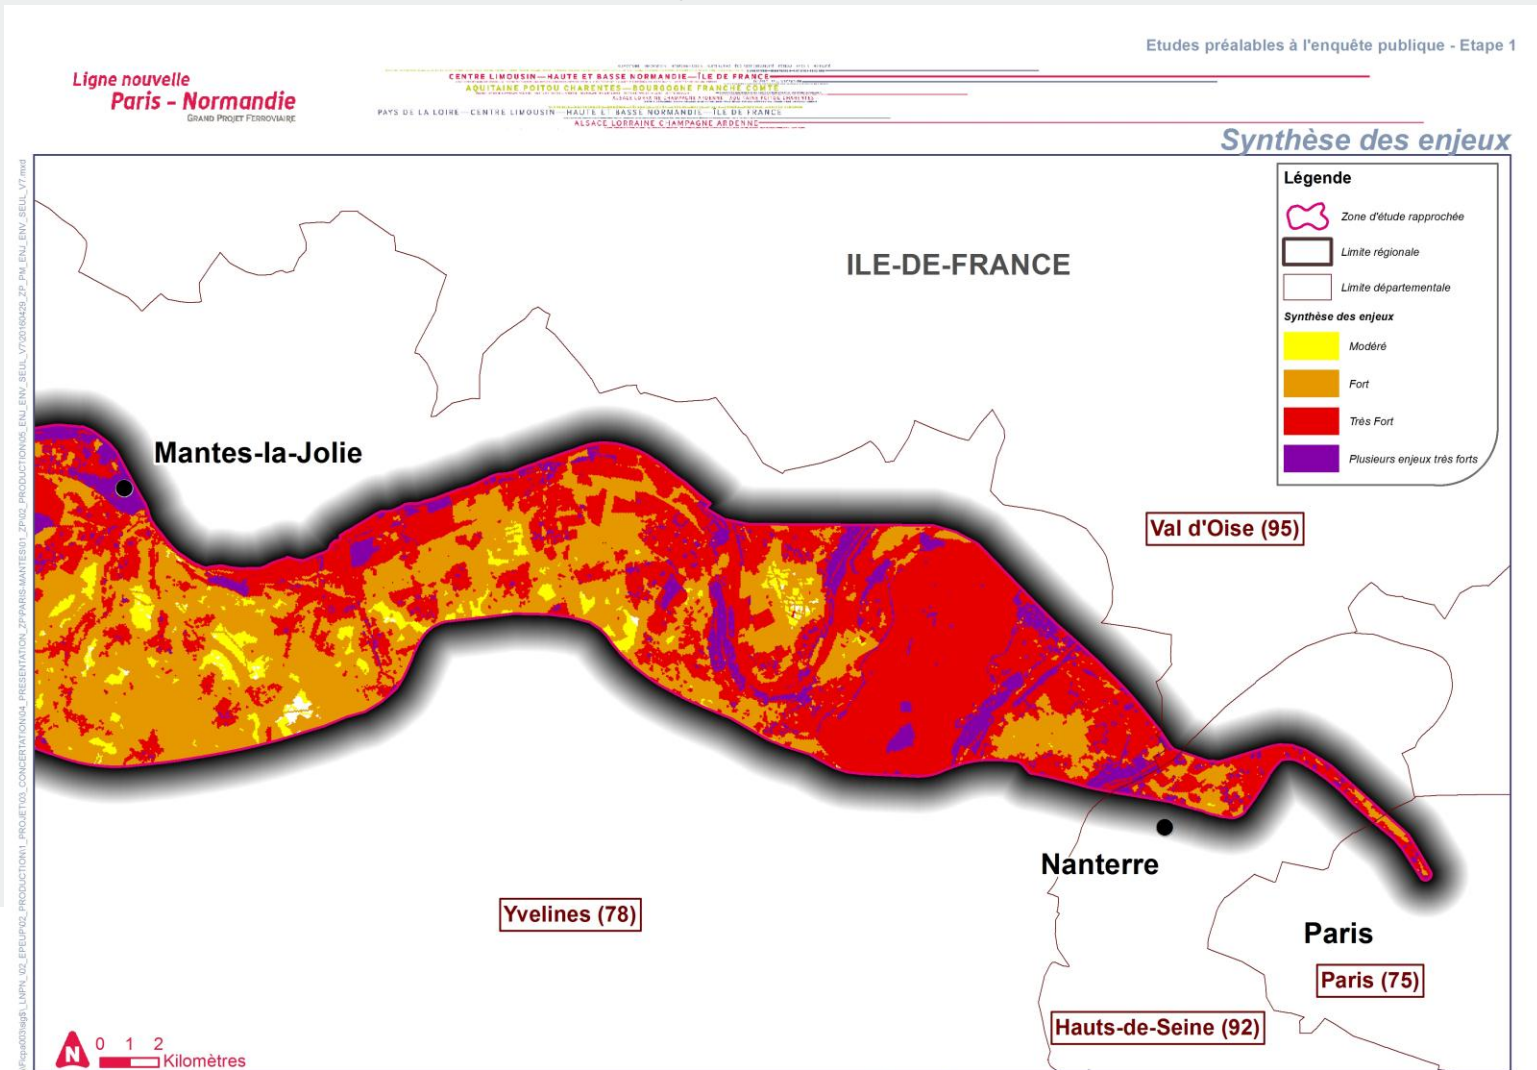 Etudes préalables à l'enquête publique - Etape 1
Ligne nouvelle
Paris - Normandie
GRAND PROJET FERROVIAIRE
CENTRE LIMOUSIN—HAUTE ET BASSE NORMANDIE—ÎLE DE FRANCE
AQUITAINE POITOU CHARENTES—BOURGOGNE FRANCHE COMTÉ
PAYS DE LA LOIRE—CENTRE LIMOUSIN—HAUTE ET BASSE NORMANDIE—ÎLE DE FRANCE
ALSACE LORRAINE CHAMPAGNE ARDENNE
Synthèse des enjeux
Légende
Zone d'étude rapprochée
Limite régionale
Limite départementale
Synthèse des enjeux
Modéré
Fort
Très Fort
Plusieurs enjeux très forts
ILE-DE-FRANCE
Mantes-la-Jolie
Val d'Oise (95)
Nanterre
Yvelines (78)
Paris
Paris (75)
Hauts-de-Seine (92)
N
0 1 2
Kilomètres